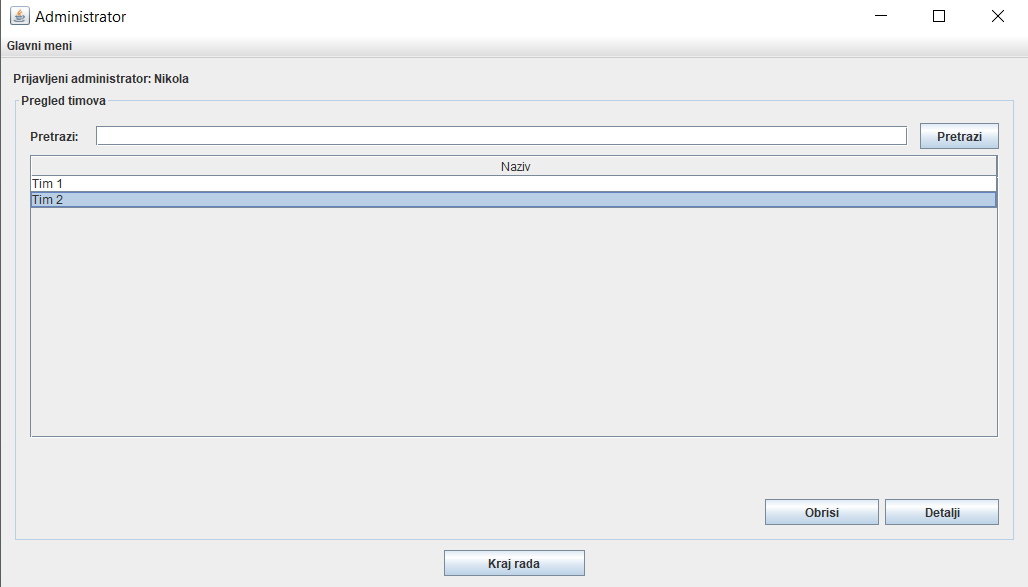 Administrator
Glavni meni
Prijavljeni administrator: Nikola
Pregled timova
Pretrazi:
Pretrazi
Naziv
Tim 1
Tim 2
Obrisi
Detalji
Kraj rada